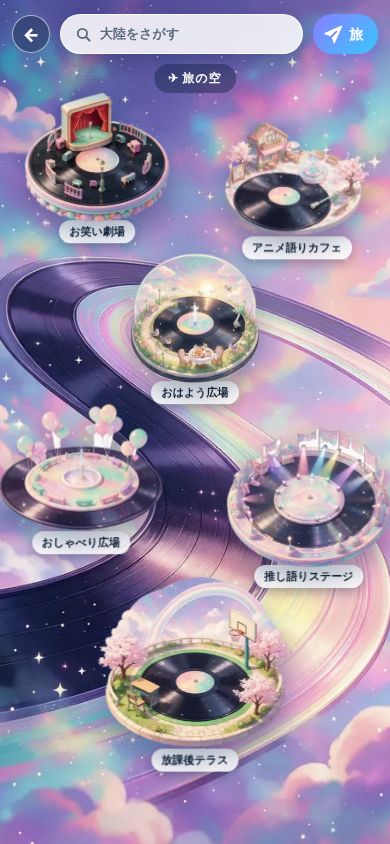 大陸をさがす
旅
✈ 旅の空
お笑い劇場
アニメ語りカフェ
おはよう広場
おしゃべり広場
推し語りステージ
放課後テラス